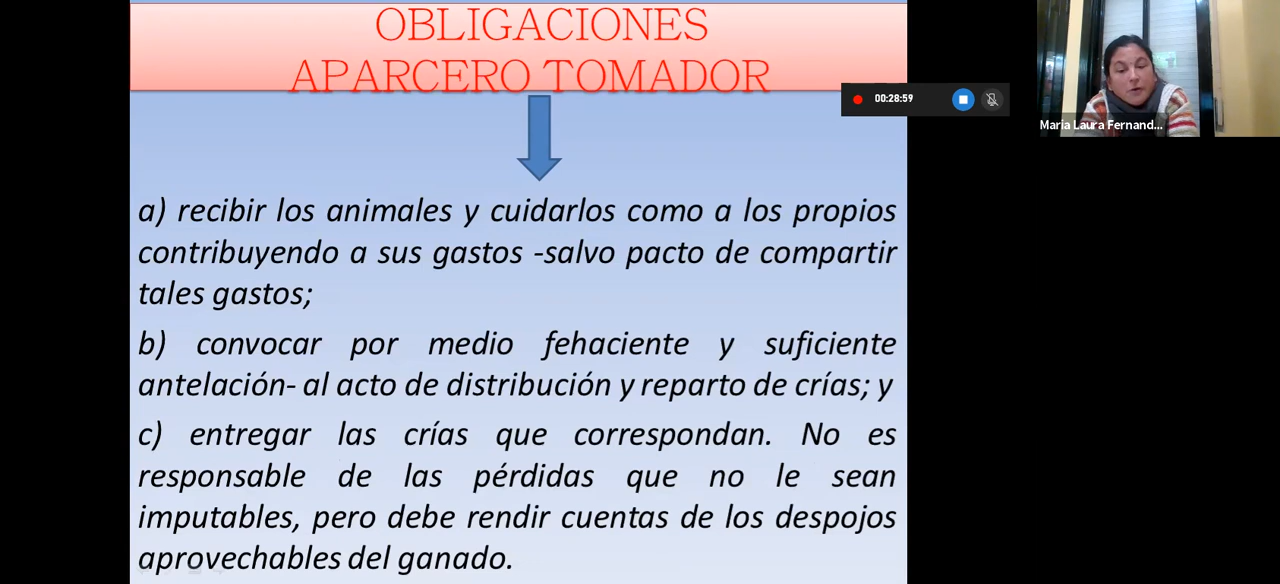 OBLIGACIONES
APARCERO TOMADOR
00:28:59
María Laura Fernand...
a) recibir los animales y cuidarlos como a los propios
contribuyendo a sus gastos -salvo pacto de compartir
tales gastos;
b) convocar por medio fehaciente y suficiente
antelación- al acto de distribución y reparto de crías; y
c) entregar las crías que correspondan. No es
responsable de las pérdidas que no le sean
imputables, pero debe rendir cuentas de los despojos
aprovechables del ganado.